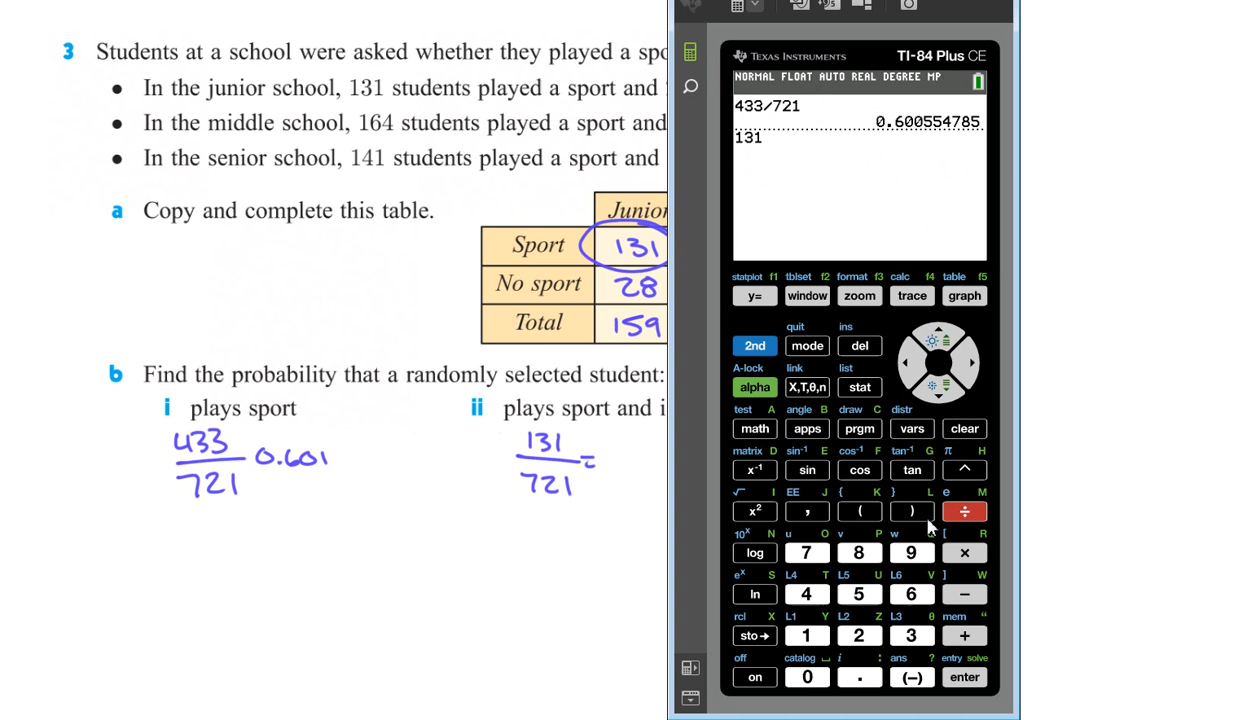 3 Students at a school were asked whether they played a spo
• In the junior school, 131 students played a sport and
• In the middle school, 164 students played a sport and
• In the senior school, 141 students played a sport and
a Copy and complete this table.
Junior
Sport 131
No sport 28
Total 159
b Find the probability that a randomly selected student:
i plays sport
ii plays sport and i
433
721
0.601
131
721
=
TEXAS INSTRUMENTS TI-84 Plus CE
NORMAL FLOAT AUTO REAL DEGREE MP
433/721
0.600554785
131
statplot f1 tblset f2 format f3 calc f4 table f5
y= window zoom trace graph
quit ins
2nd mode del
A-lock link list
alpha X,T,θ,n stat
test A angle B draw C distr
math apps prgm vars clear
matrix D sin⁻¹ E cos⁻¹ F tan⁻¹ G π H
x⁻¹ sin cos tan ^
√ I EE J { K } L e M
x² , ( ) ÷
10ˣ N u O v P w [ R
log 7 8 9 ×
eˣ S L4 T L5 U L6 V ] W
ln 4 5 6 −
rcl X L1 Y L2 Z L3 θ mem “
sto→ 1 2 3 +
off catalog ␣ i : ans ? entry solve
on 0 . (−) enter